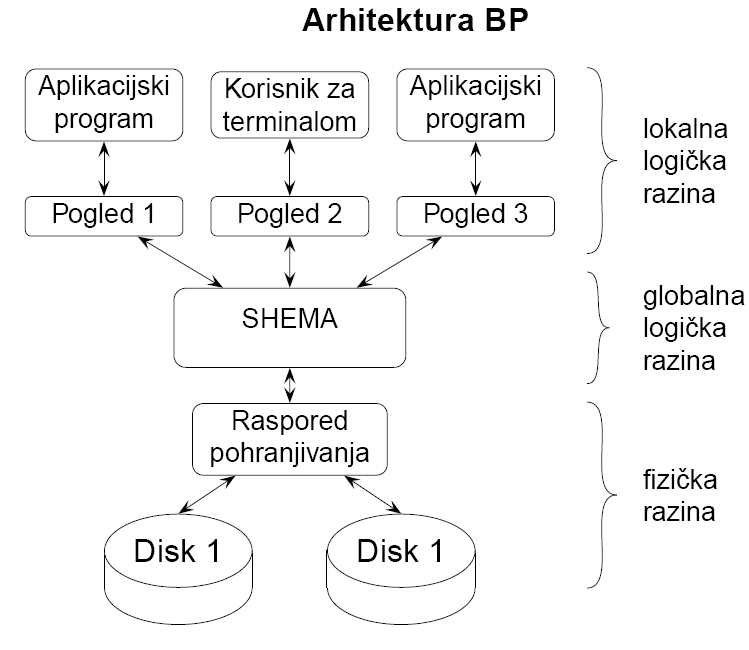 Arhitektura BP
Aplikacijski
program
Korisnik za
terminalom
Aplikacijski
program
Pogled 1
Pogled 2
Pogled 3
lokalna
logička
razina
SHEMA
globalna
logička
razina
Raspored
pohranjivanja
Disk 1
Disk 1
fizička
razina